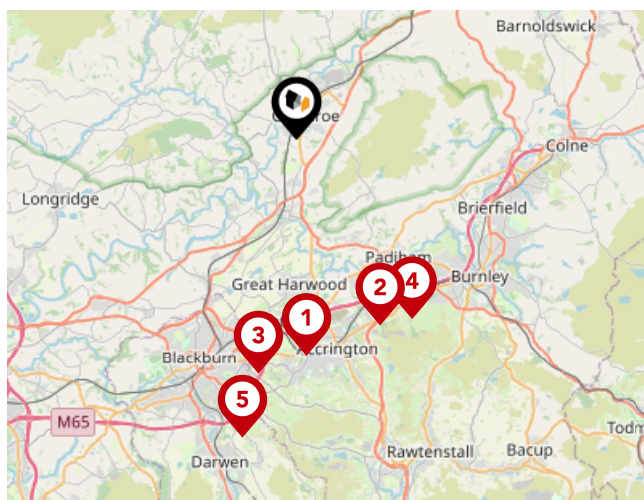 Barnoldswick
Colne
Longridge
Brierfield
Padiham
Burnley
Great Harwood
4
2
1
3
Accrington
Blackburn
5
M65
Darwen
Rawtenstall
Bacup
Todm